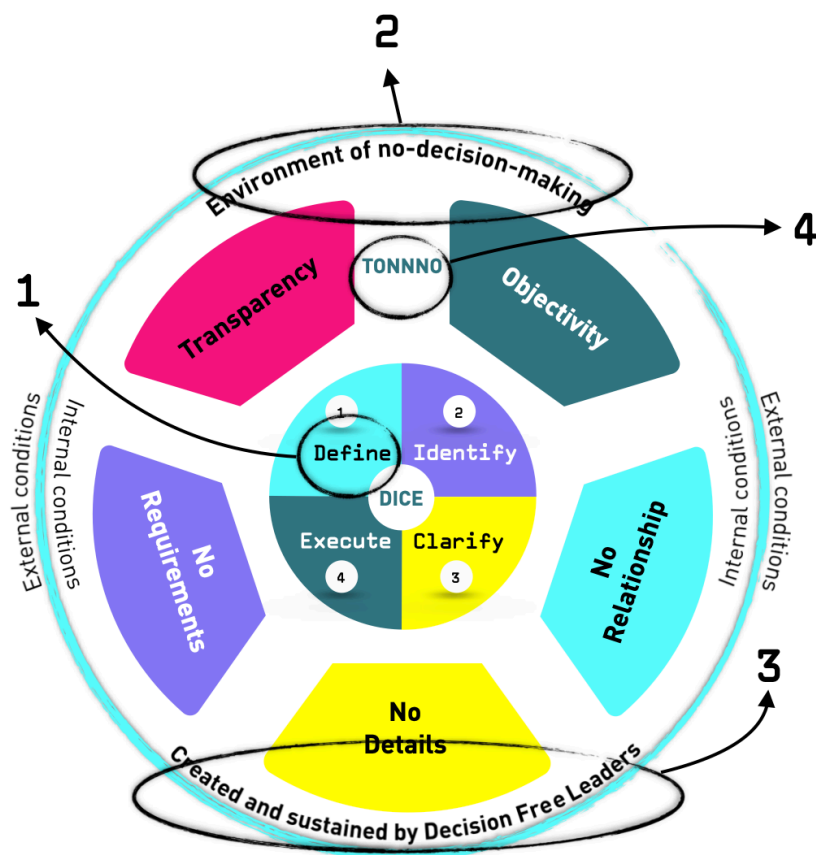 2
Environment of no-decision-making
4
TONNNO
Transparency
Objectivity
1
External conditions
Internal conditions
1
Define
2
Identify
DICE
Execute
4
Clarify
3
Internal conditions
External conditions
No
Requirements
No
Relationship
3
No
Details
Created and sustained by Decision Free Leaders